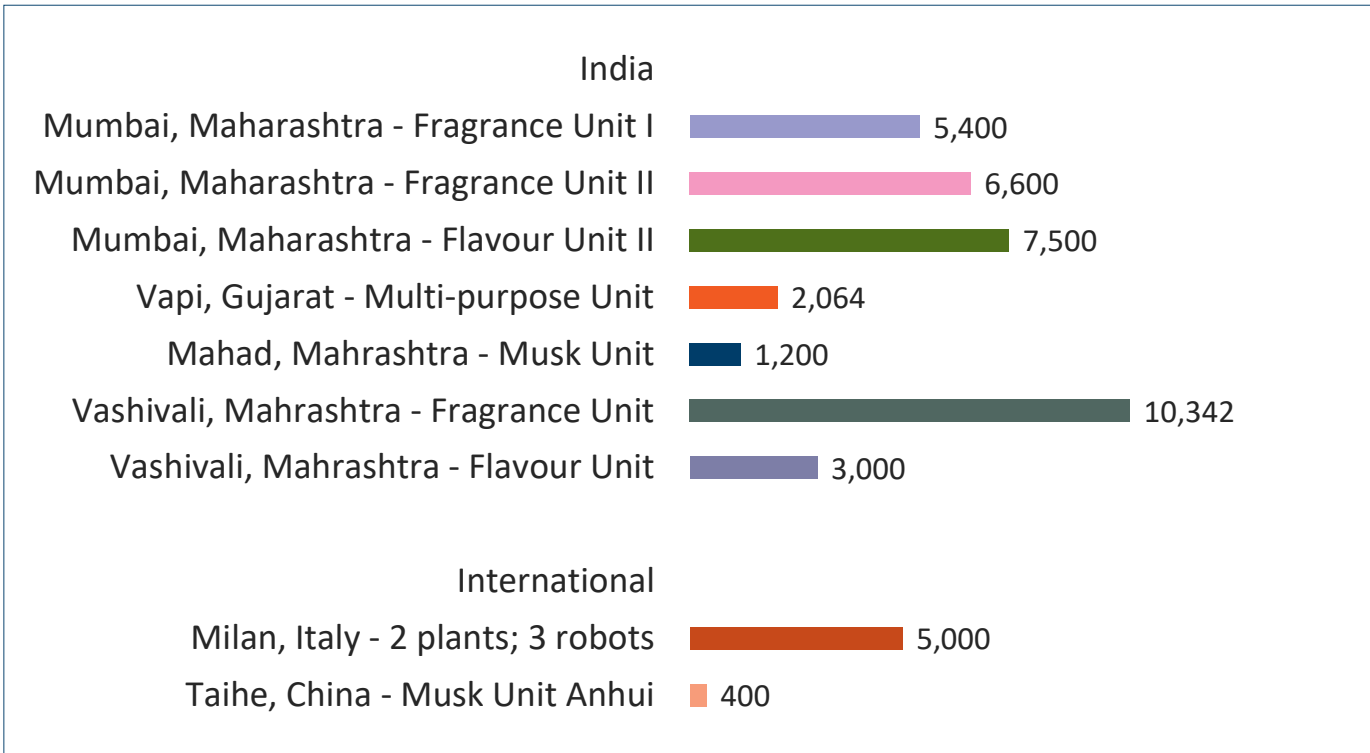 India
Mumbai, Maharashtra - Fragrance Unit I 5,400
Mumbai, Maharashtra - Fragrance Unit II 6,600
Mumbai, Maharashtra - Flavour Unit II 7,500
Vapi, Gujarat - Multi-purpose Unit 2,064
Mahad, Mahrashtra - Musk Unit 1,200
Vashivali, Mahrashtra - Fragrance Unit 10,342
Vashivali, Mahrashtra - Flavour Unit 3,000
International
Milan, Italy - 2 plants; 3 robots 5,000
Taihe, China - Musk Unit Anhui 400